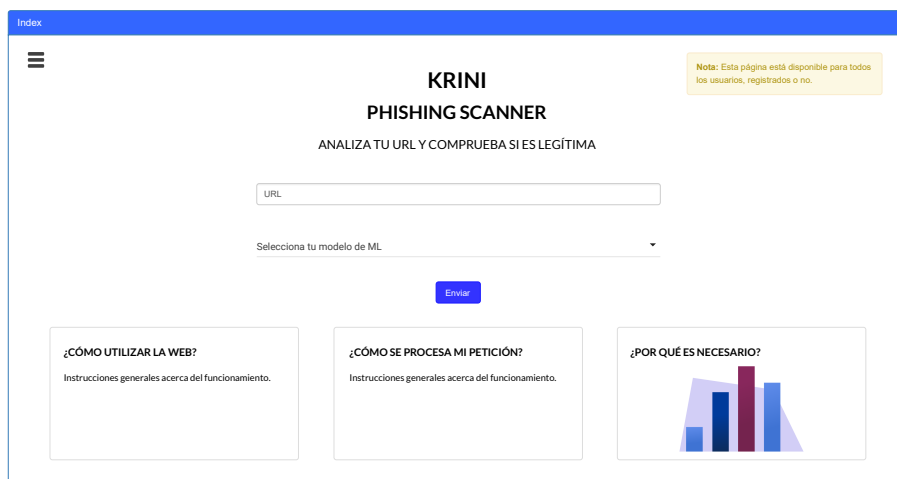 Index
Nota: Esta página está disponible para todos
los usuarios, registrados o no.
KRINI
PHISHING SCANNER
ANALIZA TU URL Y COMPRUEBA SI ES LEGÍTIMA
URL
Selecciona tu modelo de ML
Enviar
¿CÓMO UTILIZAR LA WEB?
Instrucciones generales acerca del funcionamiento.
¿CÓMO SE PROCESA MI PETICIÓN?
Instrucciones generales acerca del funcionamiento.
¿POR QUÉ ES NECESARIO?